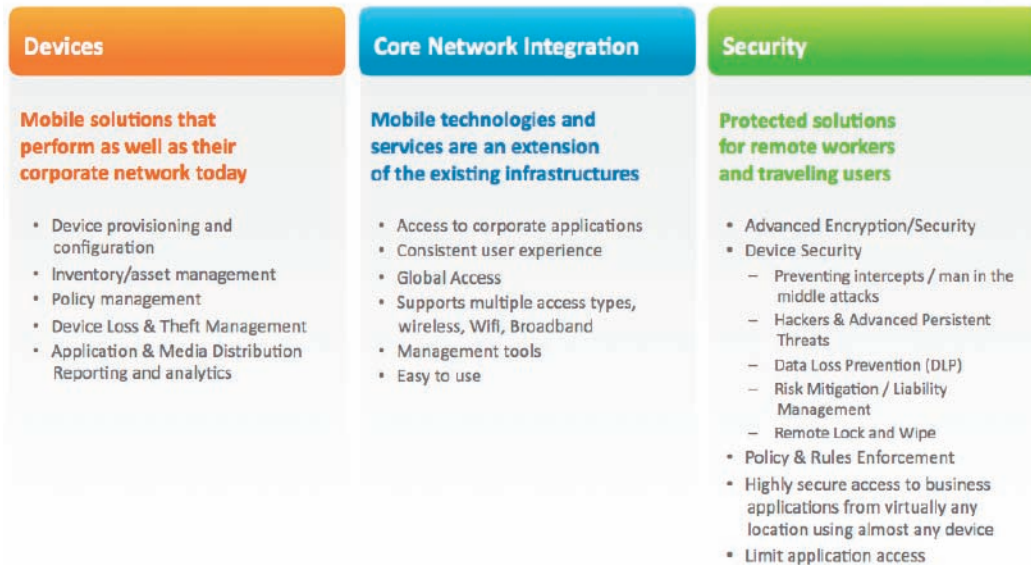 Devices
Mobile solutions that
perform as well as their
corporate network today
• Device provisioning and
configuration
• Inventory/asset management
• Policy management
• Device Loss & Theft Management
• Application & Media Distribution
Reporting and analytics
Core Network Integration
Mobile technologies and
services are an extension
of the existing infrastructures
• Access to corporate applications
• Consistent user experience
• Global Access
• Supports multiple access types,
wireless, Wifi, Broadband
• Management tools
• Easy to use
Security
Protected solutions
for remote workers
and traveling users
• Advanced Encryption/Security
• Device Security
– Preventing intercepts / man in the
middle attacks
– Hackers & Advanced Persistent
Threats
– Data Loss Prevention (DLP)
– Risk Mitigation / Liability
Management
– Remote Lock and Wipe
• Policy & Rules Enforcement
• Highly secure access to business
applications from virtually any
location using almost any device
• Limit application access